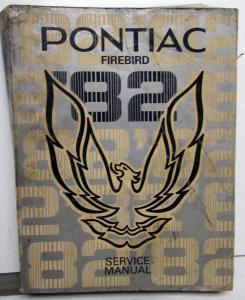 PONTIAC
FIREBIRD
'82
SERVICE
MANUAL